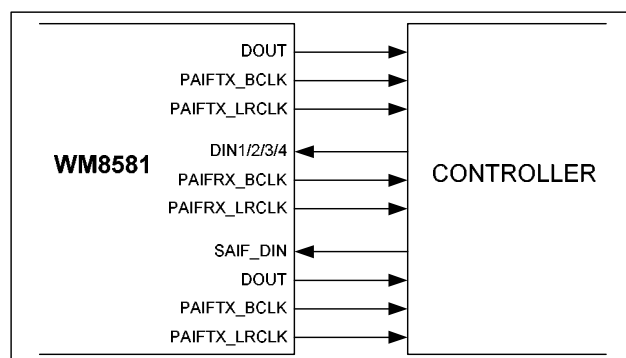 DOUT
PAIFTX_BCLK
PAIFTX_LRCLK
DIN1/2/3/4
WM8581
PAIFRX_BCLK
CONTROLLER
PAIFRX_LRCLK
SAIF_DIN
DOUT
PAIFTX_BCLK
PAIFTX_LRCLK